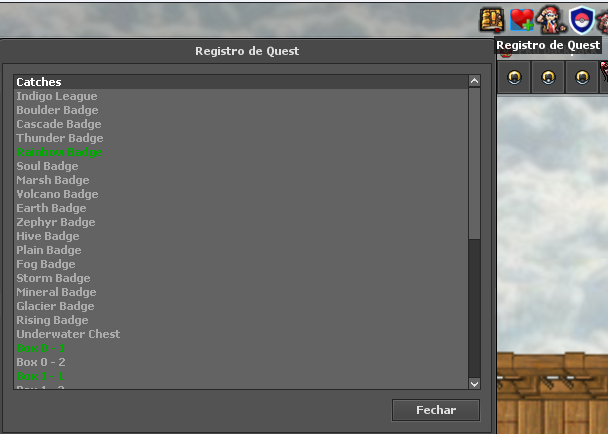 Registro de Quest
Registro de Quest
Catches
Indigo League
Boulder Badge
Cascade Badge
Thunder Badge
Rainbow Badge
Soul Badge
Marsh Badge
Volcano Badge
Earth Badge
Zephyr Badge
Hive Badge
Plain Badge
Fog Badge
Storm Badge
Mineral Badge
Glacier Badge
Rising Badge
Underwater Chest
Box 0 - 2
Fechar